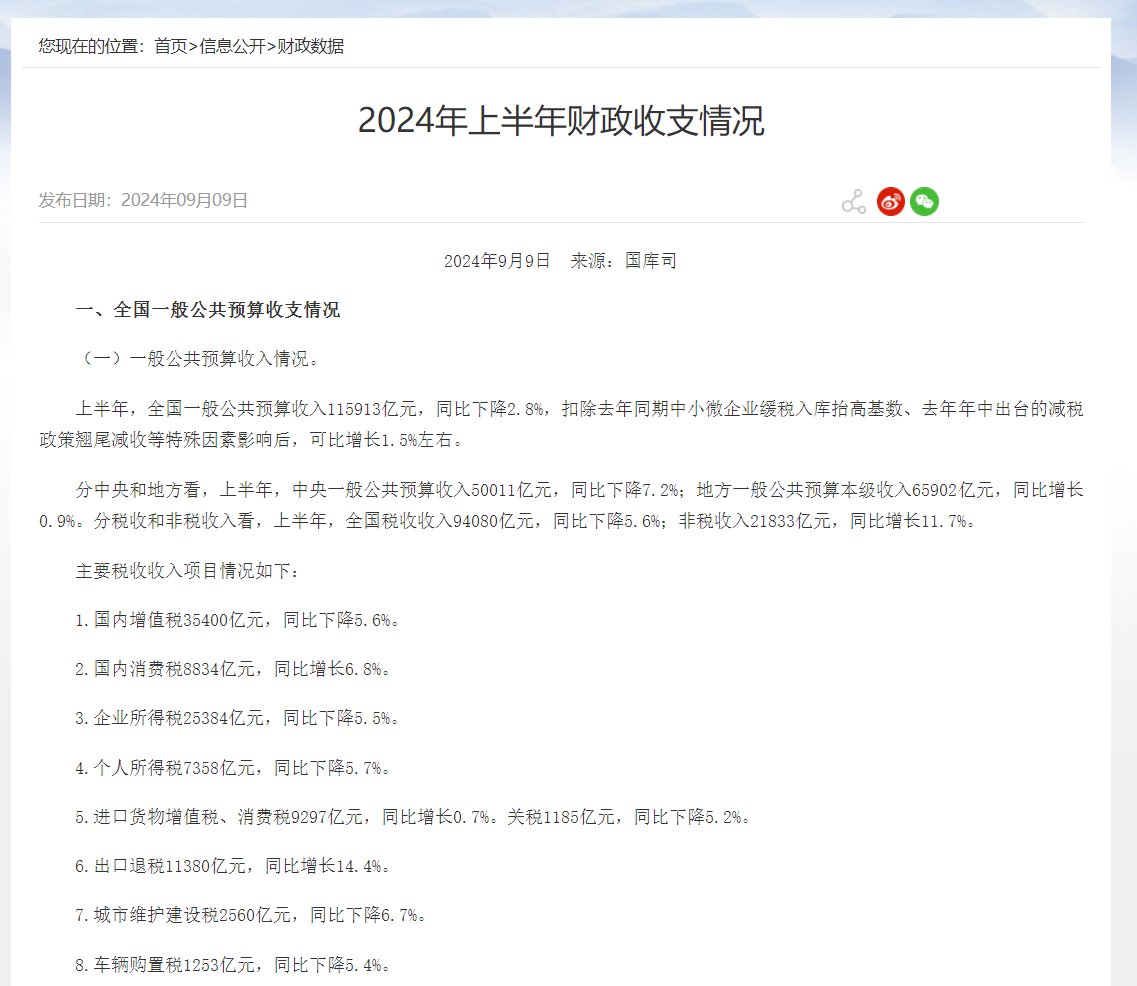 您现在的位置：首页>信息公开>财政数据
2024年上半年财政收支情况
发布日期：2024年09月09日
2024年9月9日 来源：国库司
一、全国一般公共预算收支情况
（一）一般公共预算收入情况。
上半年，全国一般公共预算收入115913亿元，同比下降2.8%，扣除去年同期中小微企业缓税入库抬高基数、去年年中出台的减税
政策翘尾减收等特殊因素影响后，可比增长1.5%左右。
分中央和地方看，上半年，中央一般公共预算收入50011亿元，同比下降7.2%；地方一般公共预算本级收入65902亿元，同比增长
0.9%。分税收和非税收入看，上半年，全国税收收入94080亿元，同比下降5.6%；非税收入21833亿元，同比增长11.7%。
主要税收收入项目情况如下：
1.国内增值税35400亿元，同比下降5.6%。
2.国内消费税8834亿元，同比增长6.8%。
3.企业所得税25384亿元，同比下降5.5%。
4.个人所得税7358亿元，同比下降5.7%。
5.进口货物增值税、消费税9297亿元，同比增长0.7%。关税1185亿元，同比下降5.2%。
6.出口退税11380亿元，同比增长14.4%。
7.城市维护建设税2560亿元，同比下降6.7%。
8.车辆购置税1253亿元，同比下降5.4%。